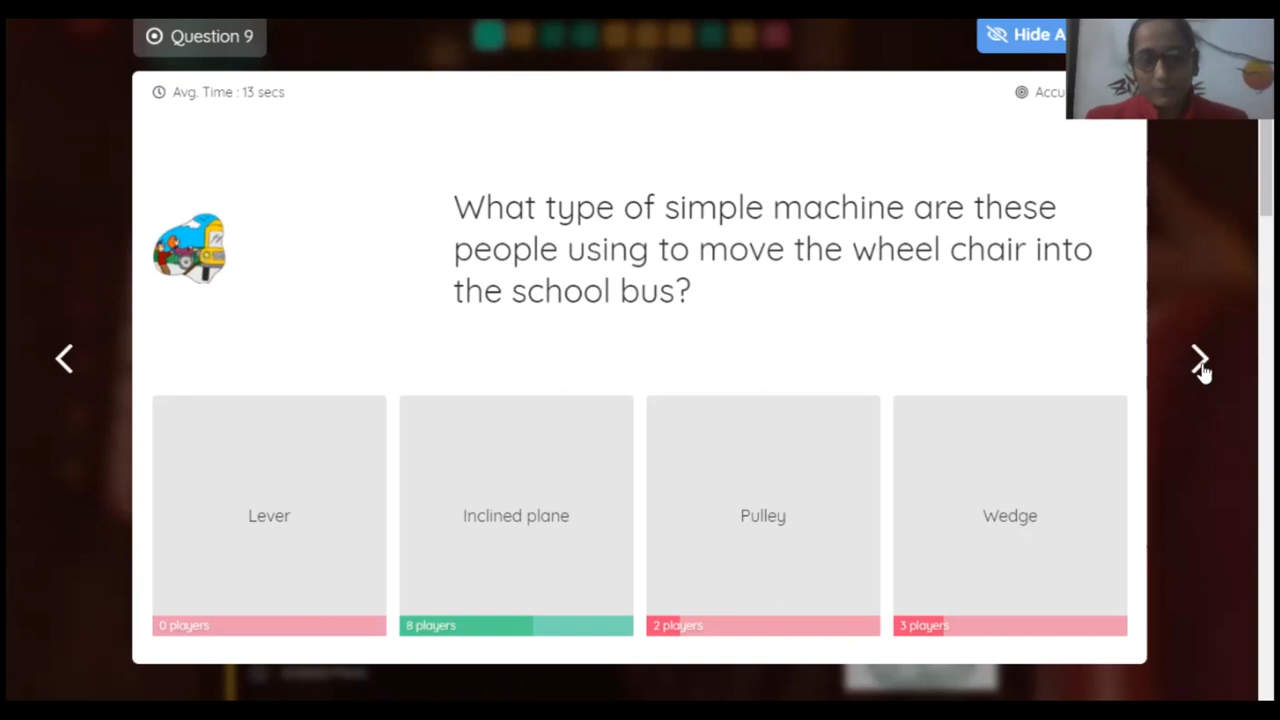 Question 9
Hide A
Avg. Time : 13 secs
Accu
What type of simple machine are these
people using to move the wheel chair into
the school bus?
Lever
Inclined plane
Pulley
Wedge
0 players
8 players
2 players
3 players